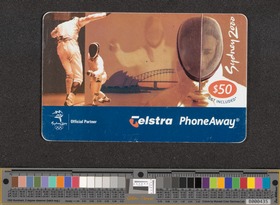 Sydney 2000
$50
GST INCLUDED
Official Partner
Telstra PhoneAway®